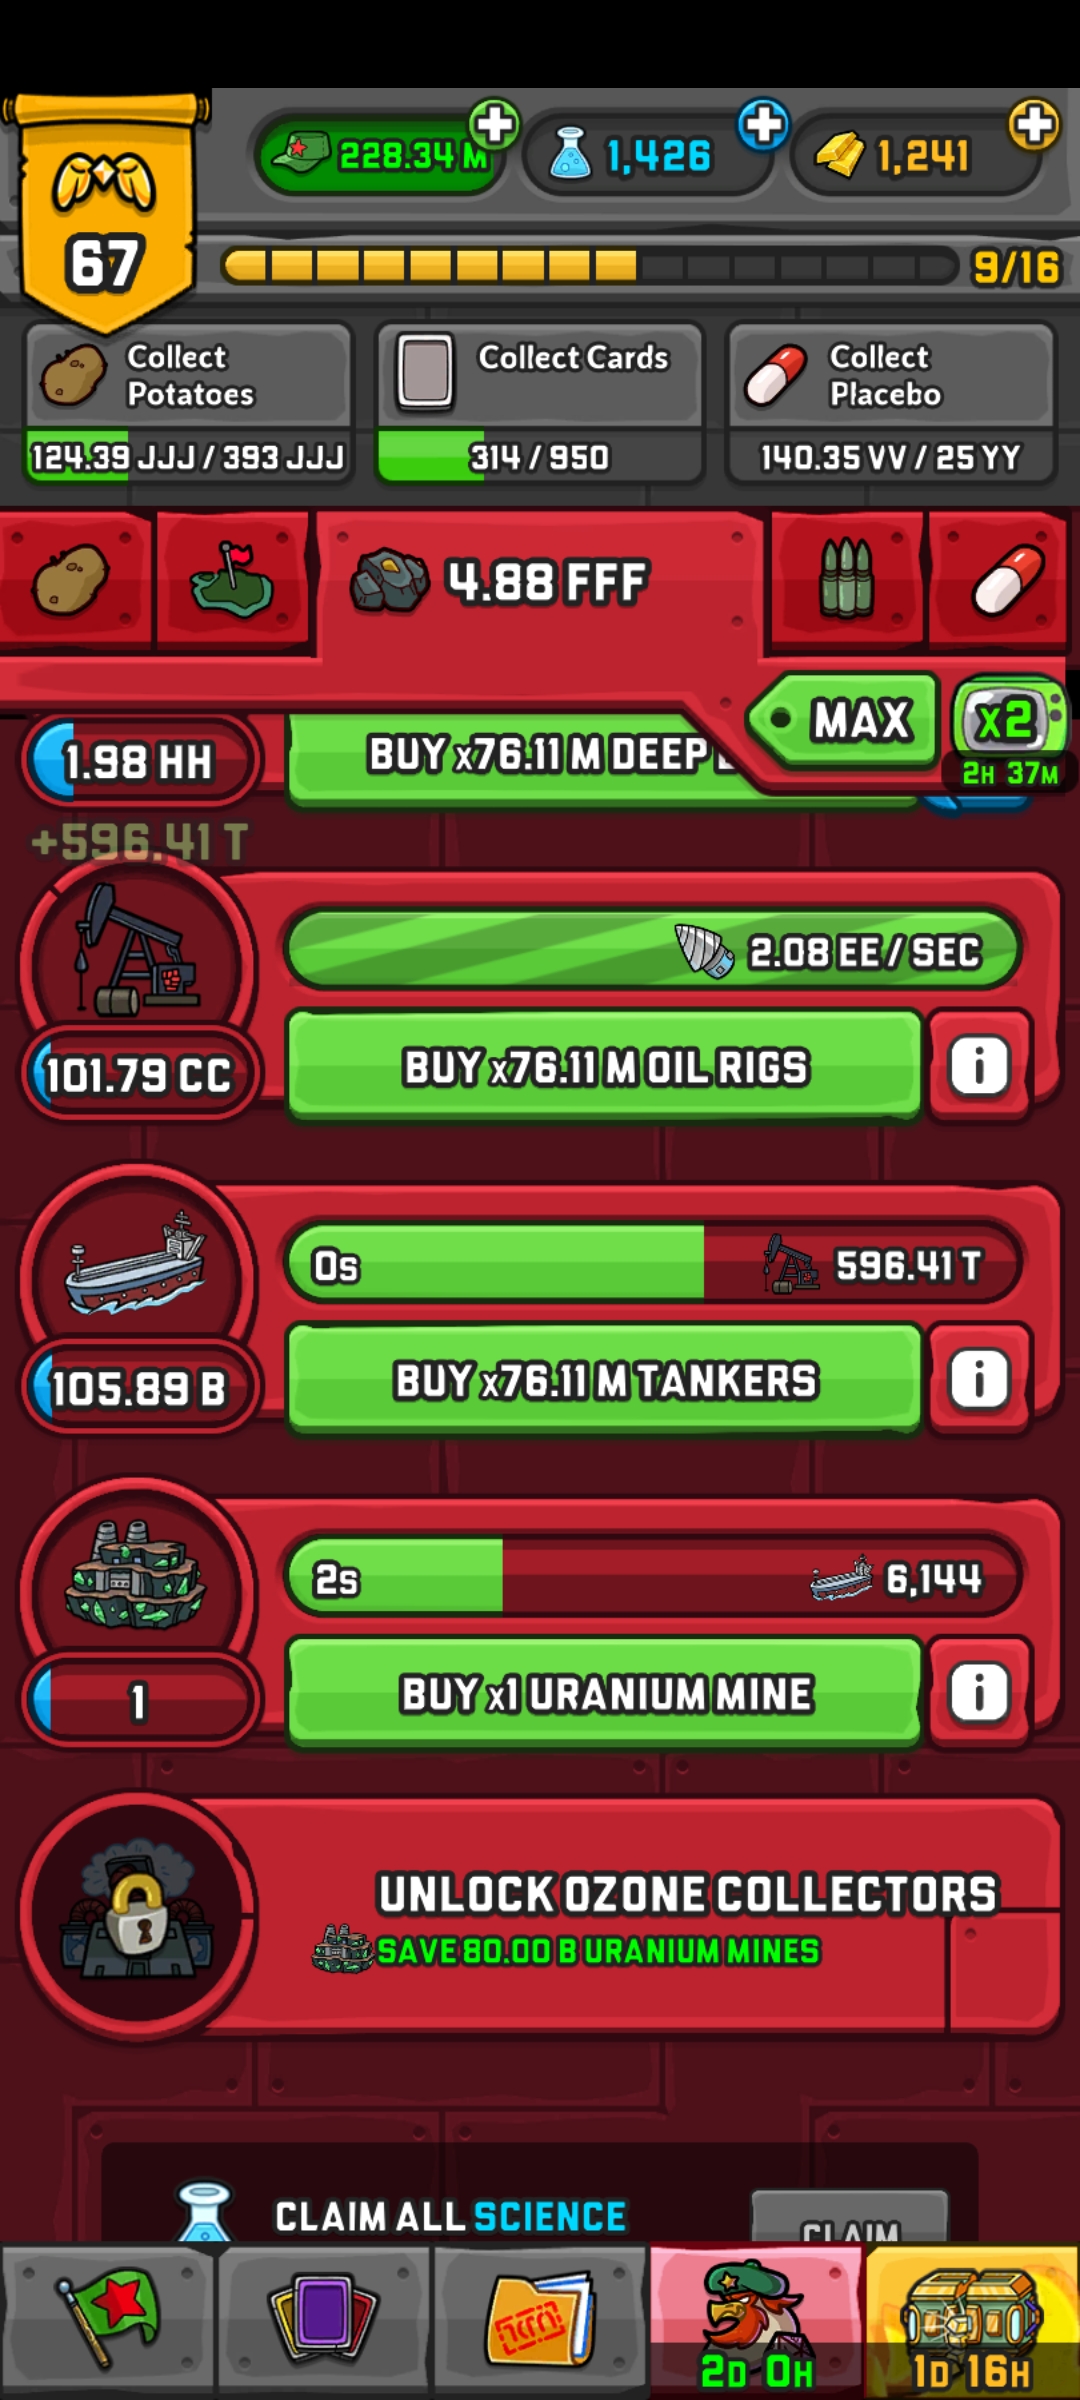 228.34 M
1,426
1,241
67
9/16
Collect
Potatoes
124.39 JJJ / 393 JJJ
Collect Cards
314 / 950
Collect
Placebo
140.35 VV / 25 YY
4.88 FFF
MAX
x2
2H 37M
1.98 HH
BUY x76.11 M DEEP
+596.41 T
2.08 EE / SEC
101.79 CC
BUY x76.11 M OIL RIGS
i
0s
596.41 T
105.89 B
BUY x76.11 M TANKERS
i
2s
6,144
1
BUY x1 URANIUM MINE
i
UNLOCK OZONE COLLECTORS
SAVE 80.00 B URANIUM MINES
CLAIM ALL SCIENCE
CLAIM
2D 0H
1D 16H